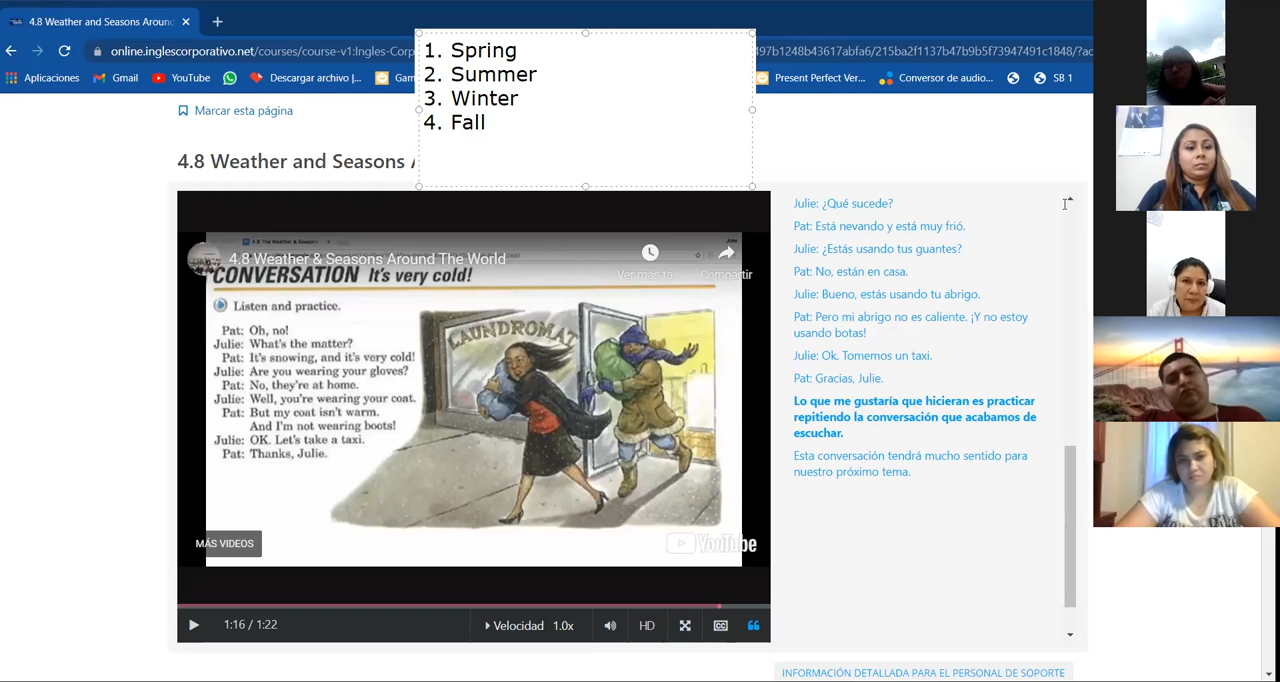 4.8 Weather and Seasons Around
online.inglescorporativo.net/courses/course-v1:Ingles-Corp
497b1248b43617abfa6/215ba2f1137b47b9b5f73947491c1848/?ac
Aplicaciones
Gmail
YouTube
Descargar archivo |...
Gam
Present Perfect Ver...
Conversor de audio...
SB 1
1. Spring
2. Summer
3. Winter
4. Fall
Marcar esta página
4.8 Weather and Seasons A
4.8 Weather & Seasons Around The World
Ver más ta...
Compartir
CONVERSATION It's very cold!
Listen and practice.
Pat: Oh, no!
Julie: What's the matter?
Pat: It's snowing, and it's very cold!
Julie: Are you wearing your gloves?
Pat: No, they're at home.
Julie: Well, you're wearing your coat.
Pat: But my coat isn't warm.
And I'm not wearing boots!
Julie: OK. Let's take a taxi.
Pat: Thanks, Julie.
LAUNDROMAT
MÁS VIDEOS
YouTube
1:16 / 1:22
Velocidad 1.0x
HD
CC
Julie: ¿Qué sucede?
Pat: Está nevando y está muy frió.
Julie: ¿Estás usando tus guantes?
Pat: No, están en casa.
Julie: Bueno, estás usando tu abrigo.
Pat: Pero mi abrigo no es caliente. ¡Y no estoy
usando botas!
Julie: Ok. Tomemos un taxi.
Pat: Gracias, Julie.
Lo que me gustaría que hicieran es practicar
repitiendo la conversación que acabamos de
escuchar.
Esta conversación tendrá mucho sentido para
nuestro próximo tema.
INFORMACIÓN DETALLADA PARA EL PERSONAL DE SOPORTE